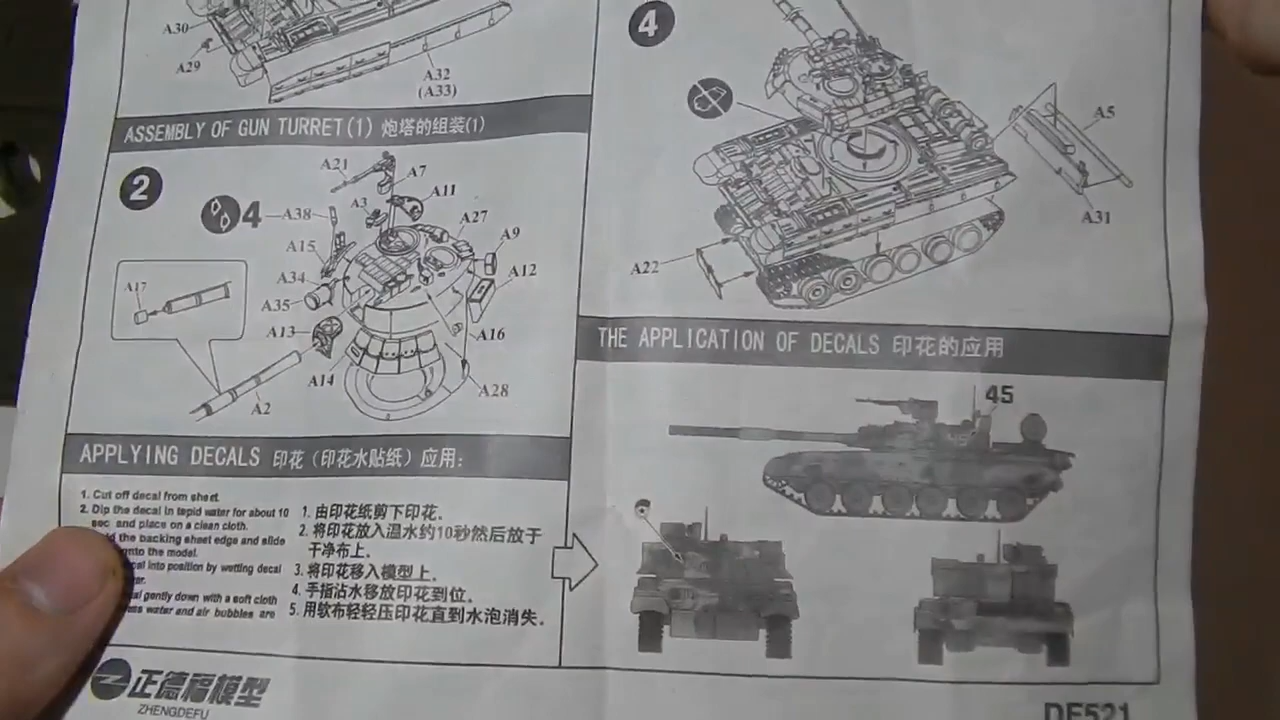 A30
A29
A32
(A33)
ASSEMBLY OF GUN TURRET(1) 炮塔的组装(1)
2
A21
A7
A11
A3
4
A38
A27
A9
A15
A12
A34
A17
A35
A13
A16
A14
A28
A2
APPLYING DECALS 印花（印花水贴纸）应用:
1. Cut off decal from sheet.
2. Dip the decal in tepid water for about 10
sec and place on a clean cloth.
the backing sheet edge and slide
onto the model.
into position by wetting decal
gently down with a soft cloth
water and air bubbles are
1. 由印花纸剪下印花.
2. 将印花放入温水约10秒然后放于
干净布上.
3. 将印花移入模型上.
4. 手指沾水移放印花到位.
5. 用软布轻轻压印花直到水泡消失.
正德福模型
ZHENGDEFU
4
A5
A31
A22
THE APPLICATION OF DECALS 印花的应用
45
DE521